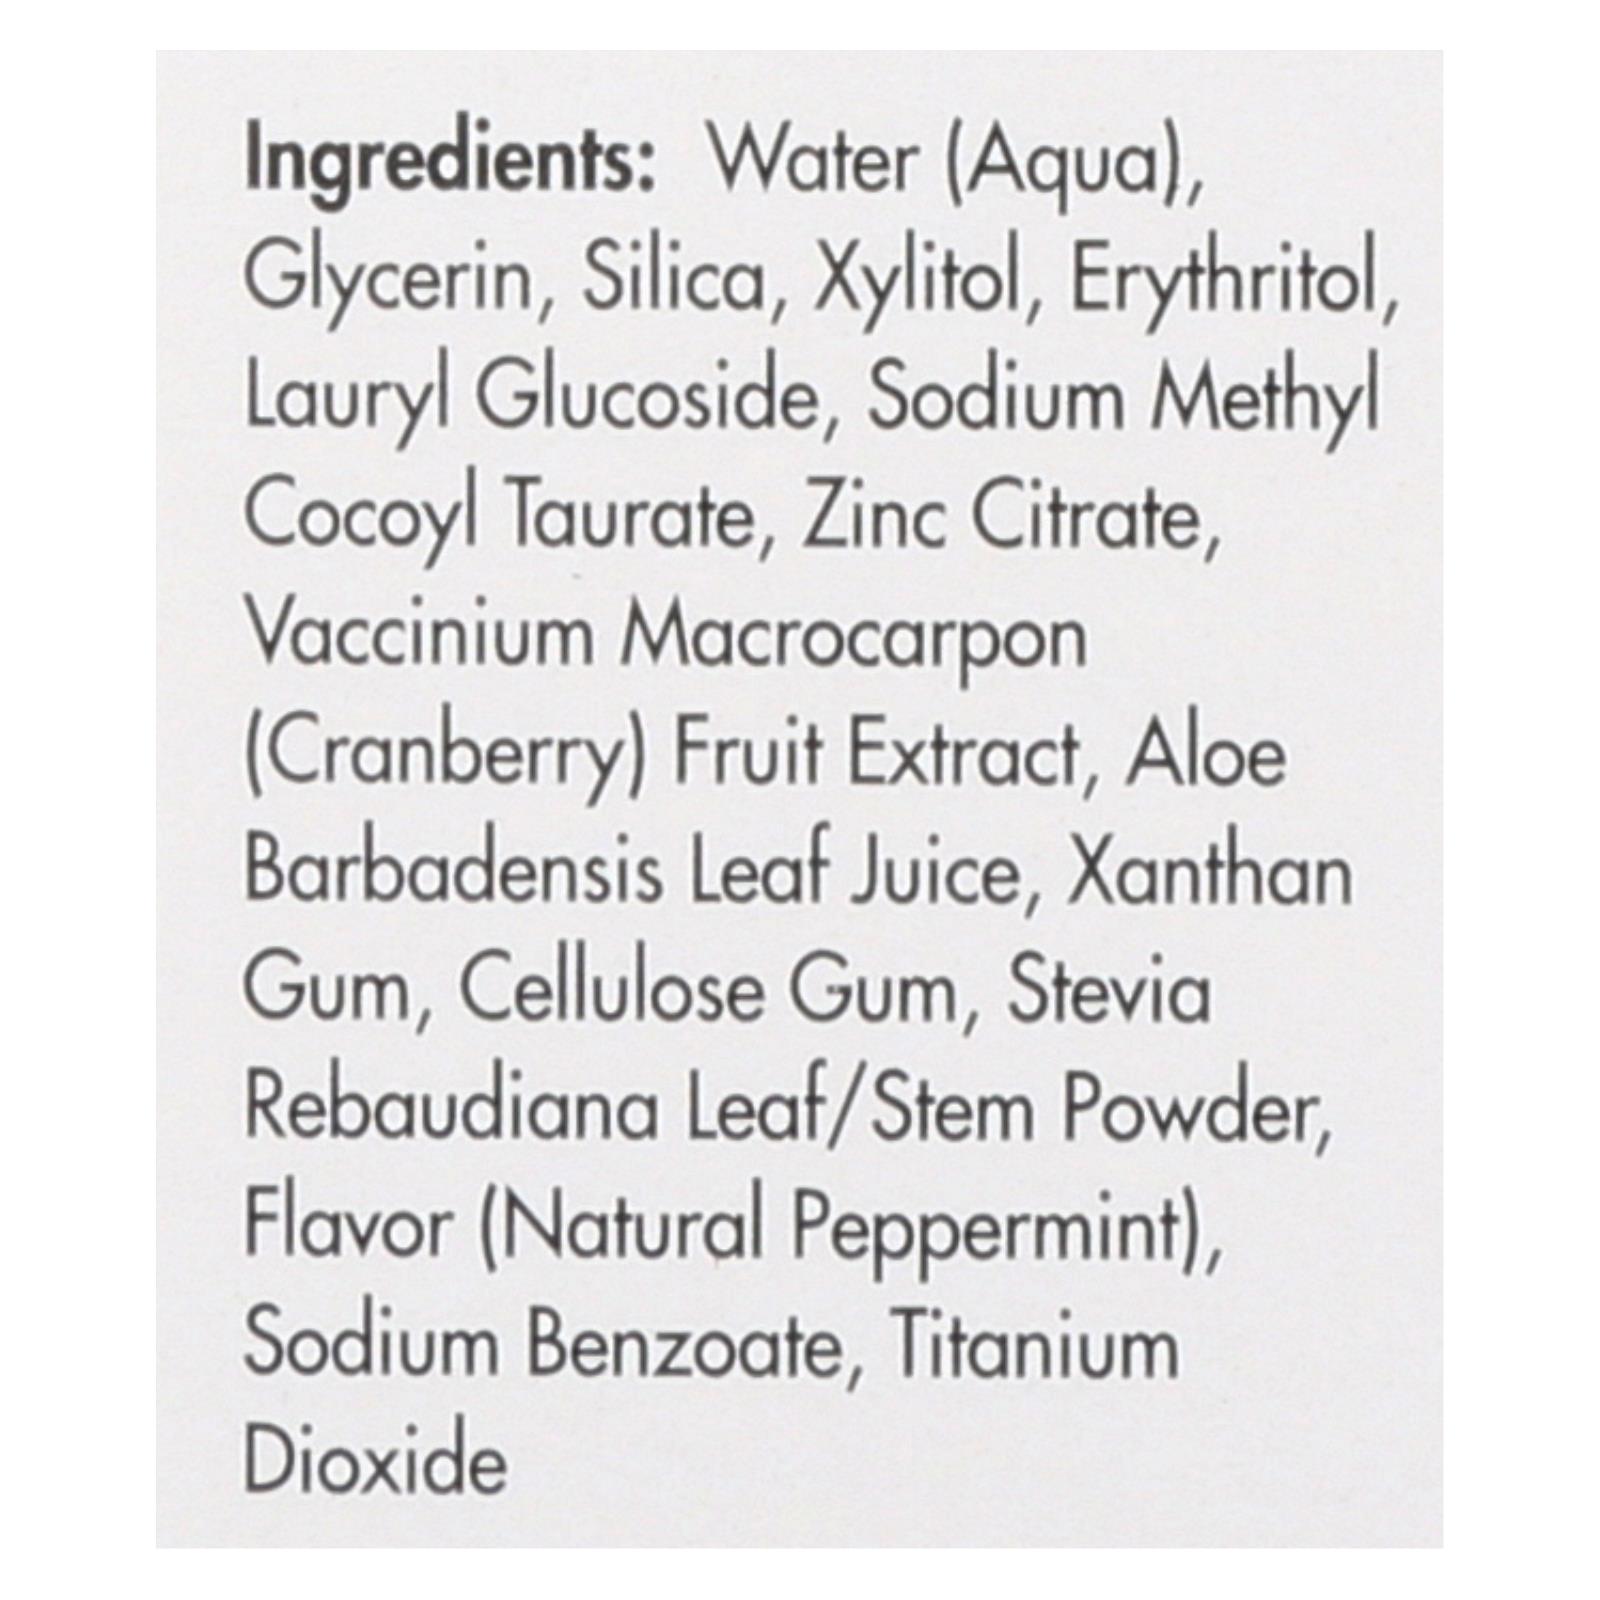 Ingredients: Water (Aqua),
Glycerin, Silica, Xylitol, Erythritol,
Lauryl Glucoside, Sodium Methyl
Cocoyl Taurate, Zinc Citrate,
Vaccinium Macrocarpon
(Cranberry) Fruit Extract, Aloe
Barbadensis Leaf Juice, Xanthan
Gum, Cellulose Gum, Stevia
Rebaudiana Leaf/Stem Powder,
Flavor (Natural Peppermint),
Sodium Benzoate, Titanium
Dioxide